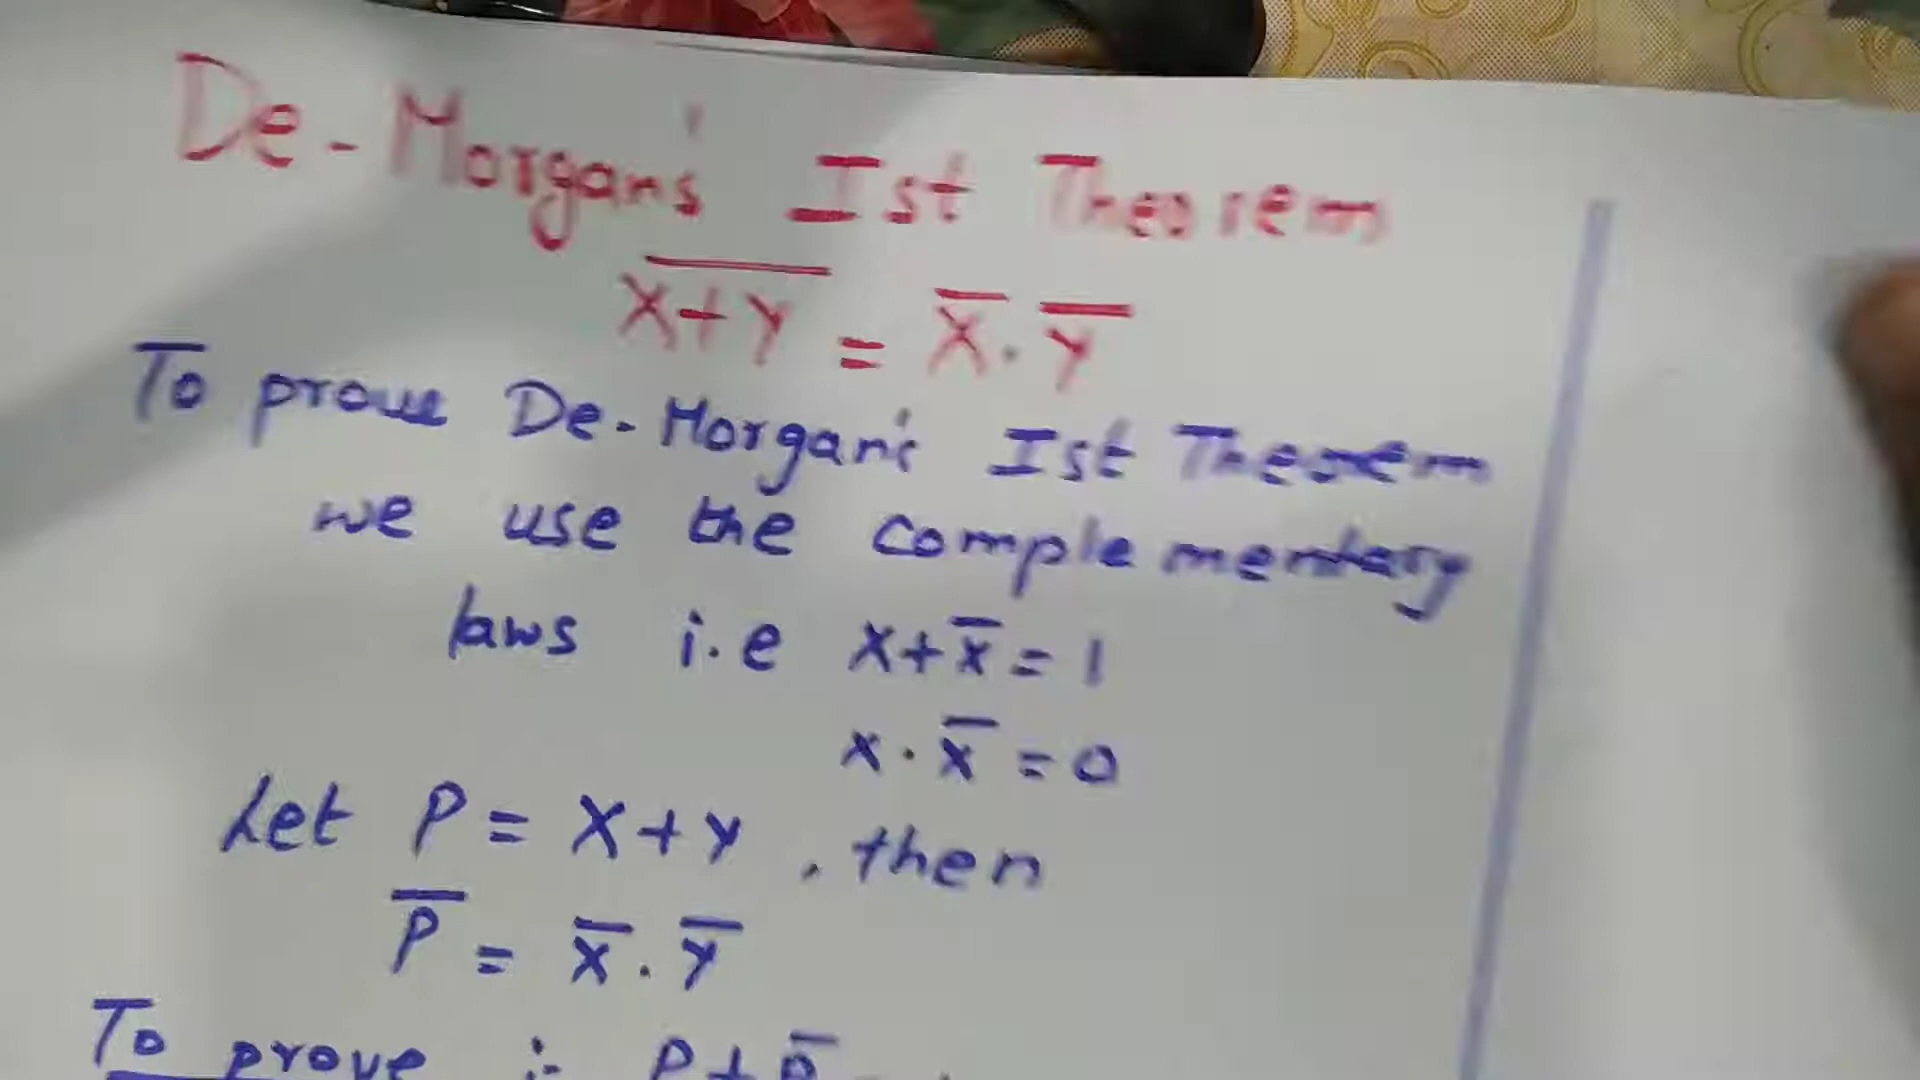 De-Morgan's Ist Theorem
X̅+̅Y̅ = X̅.Y̅
To prove De-Morgan's Ist Theorem
we use the complementary
laws i.e X+X̅=1
X.X̅=0
Let P = X+Y, then
P̅ = X̅.Y̅
To prove :- P+P̅